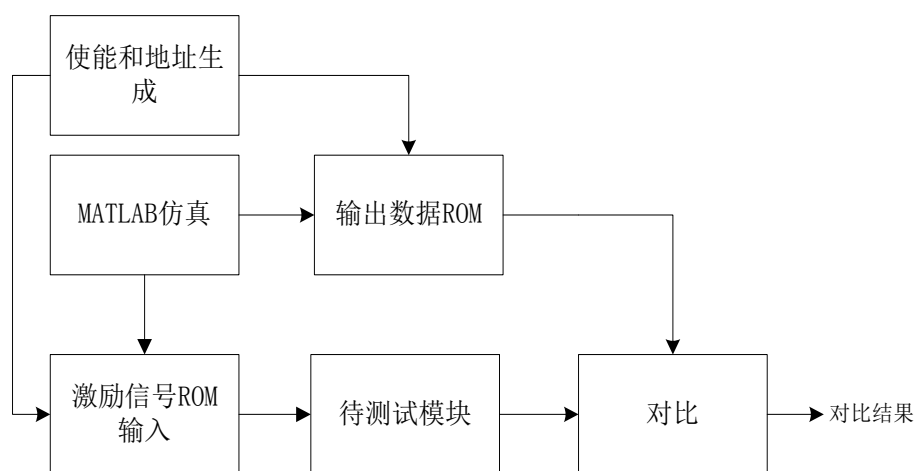 使能和地址生
成
MATLAB仿真
输出数据ROM
激励信号ROM
输入
待测试模块
对比
对比结果